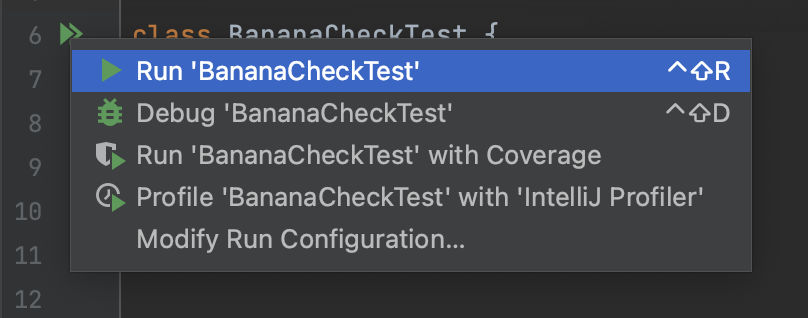 6 class BananaCheckTest {
Run 'BananaCheckTest' ^⇧R
7
Debug 'BananaCheckTest' ^⇧D
8
Run 'BananaCheckTest' with Coverage
9
Profile 'BananaCheckTest' with 'IntelliJ Profiler'
10
Modify Run Configuration...
11
12